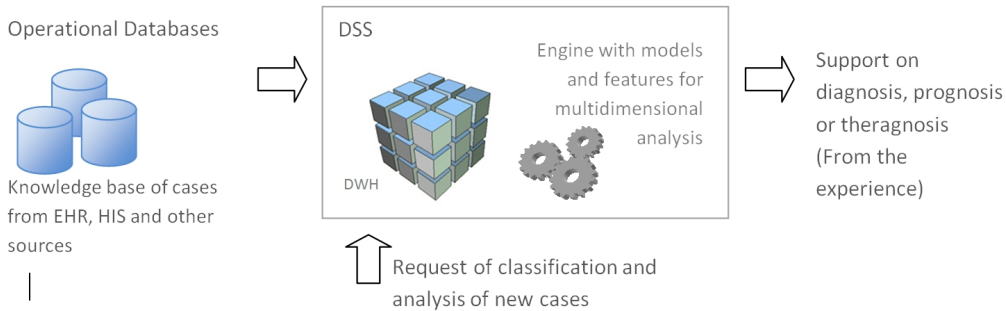 Operational Databases
Knowledge base of cases
from EHR, HIS and other
sources
DSS
Engine with models
and features for
multidimensional
analysis
DWH
Request of classification and
analysis of new cases
Support on
diagnosis, prognosis
or theragnosis
(From the
experience)